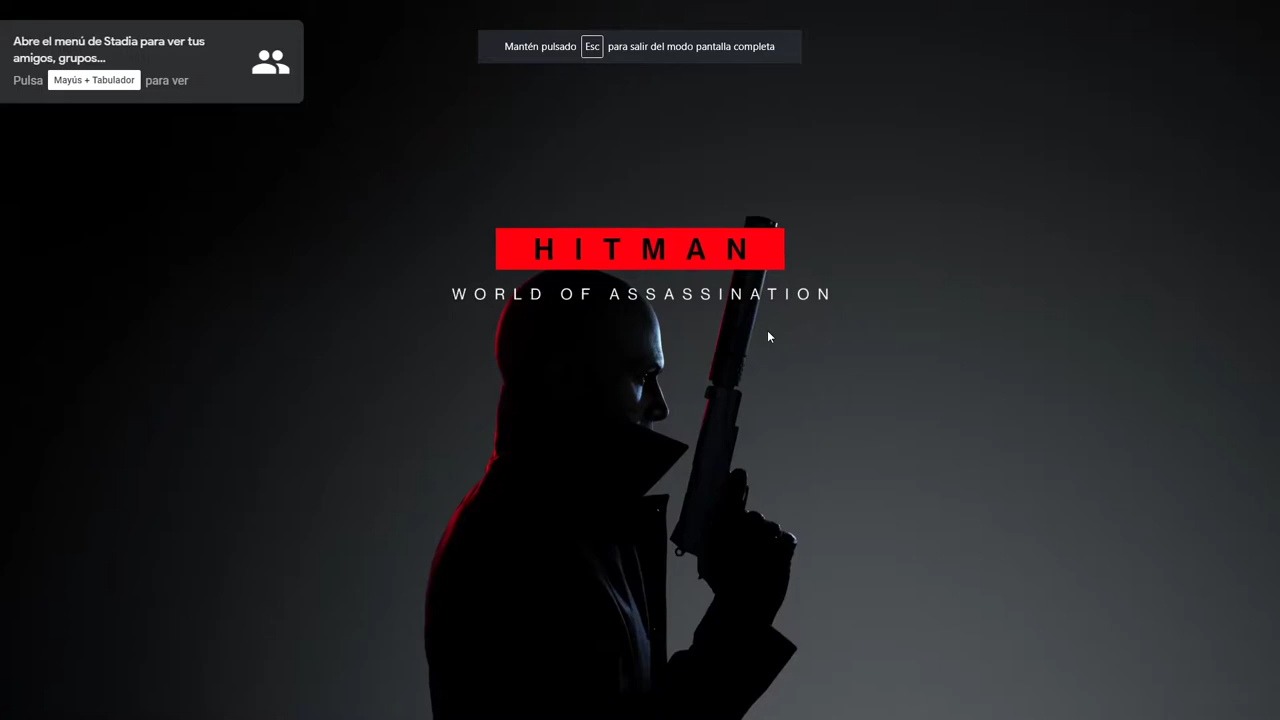 Abre el menú de Stadia para ver tus
amigos, grupos...
Pulsa Mayús + Tabulador para ver
Mantén pulsado Esc para salir del modo pantalla completa
HITMAN
WORLD OF ASSASSINATION